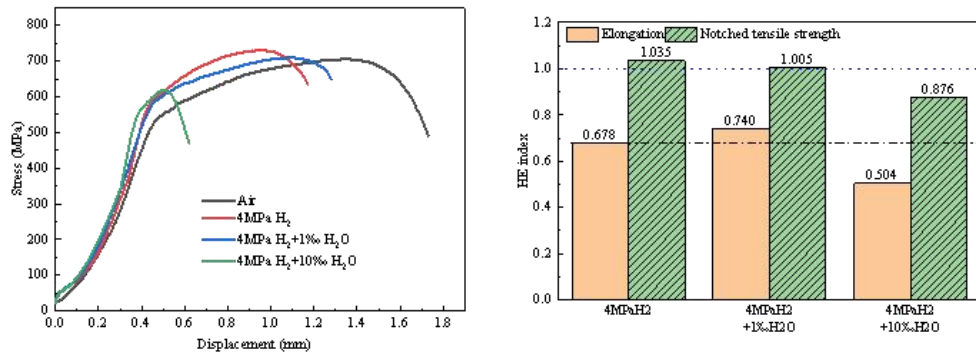 800
700
600
500
400
300
200
100
0
Stress (MPa)
Air
4MPa H₂
4MPa H₂+1‰ H₂O
4MPa H₂+10‰ H₂O
0.0 0.2 0.4 0.6 0.8 1.0 1.2 1.4 1.6 1.8
Displacement (mm)
1.2
1.0
0.8
0.6
0.4
0.2
0.0
HE index
Elongation Notched tensile strength
0.678
1.035
0.740
1.005
0.504
0.876
4MPaH2
4MPaH2
+1‰H2O
4MPaH2
+10‰H2O